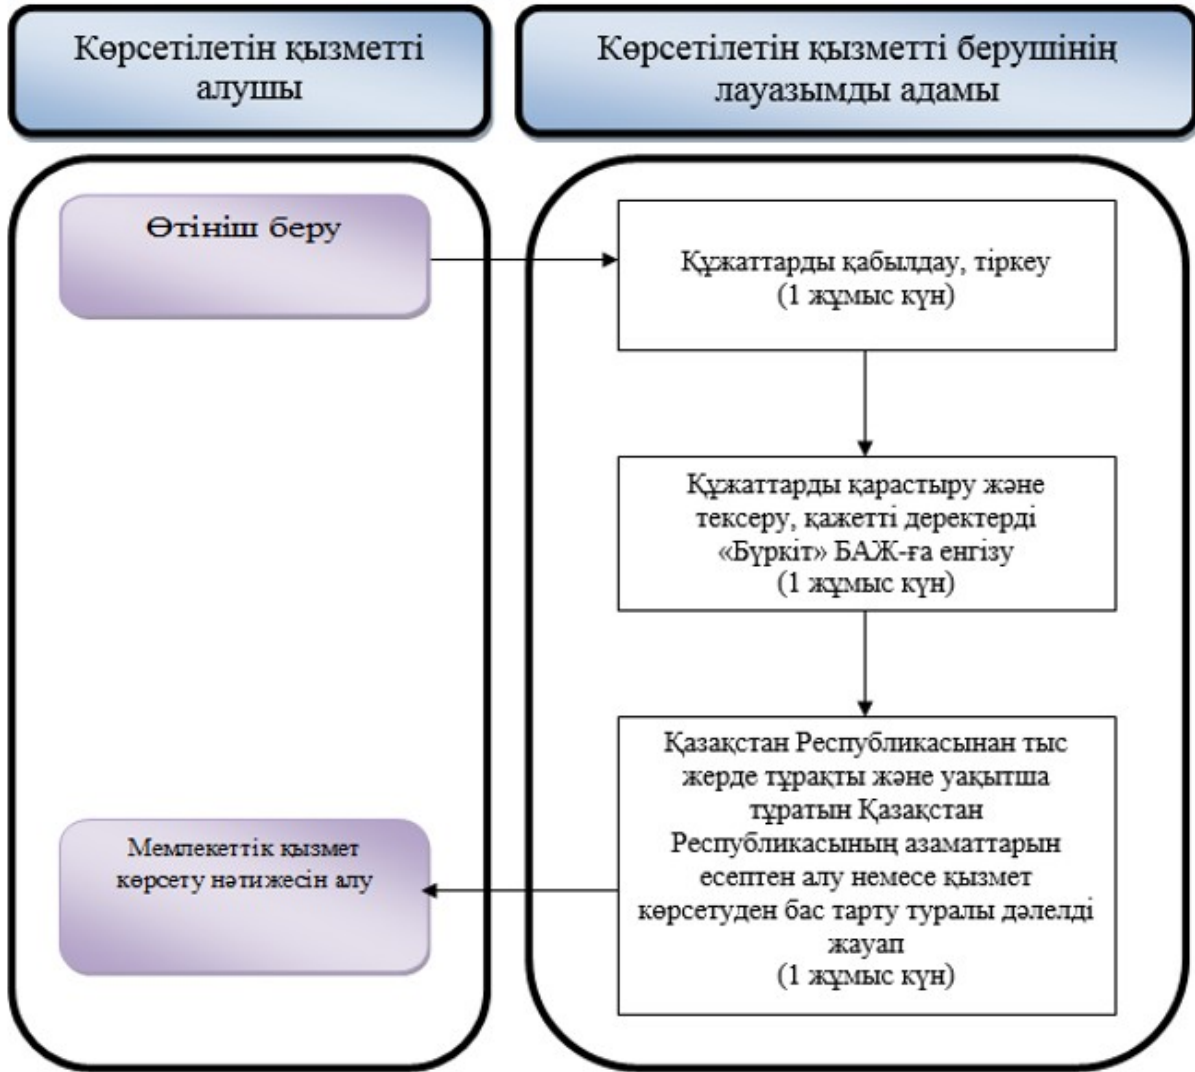 Көрсетілетін қызметті
алушы
Көрсетілетін қызметті берушінің
лауазымды адамы
Өтініш беру
Құжаттарды қабылдау, тіркеу
(1 жұмыс күн)
Құжаттарды қарастыру және
тексеру, қажетті деректерді
«Бүркіт» БАЖ-ға енгізу
(1 жұмыс күн)
Қазақстан Республикасынан тыс
жерде тұрақты және уақытша
тұратын Қазақстан
Республикасының азаматтарын
есептен алу немесе қызмет
көрсетуден бас тарту туралы дәлелді
жауап
(1 жұмыс күн)
Мемлекеттік қызмет
көрсету нәтижесін алу